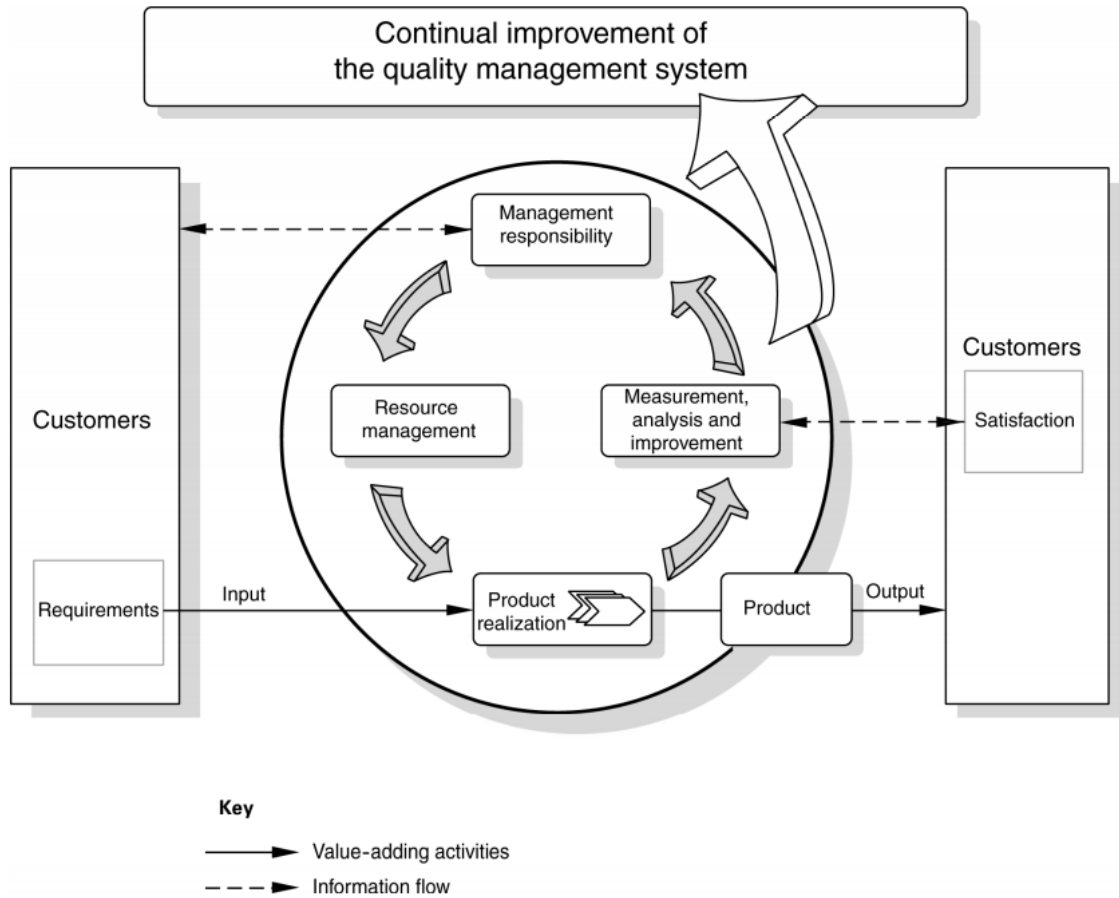 Continual improvement of
the quality management system
Management
responsibility
Customers
Resource
management
Measurement,
analysis and
improvement
Customers
Satisfaction
Requirements
Input
Product
realization
Product
Output
Key
Value-adding activities
Information flow